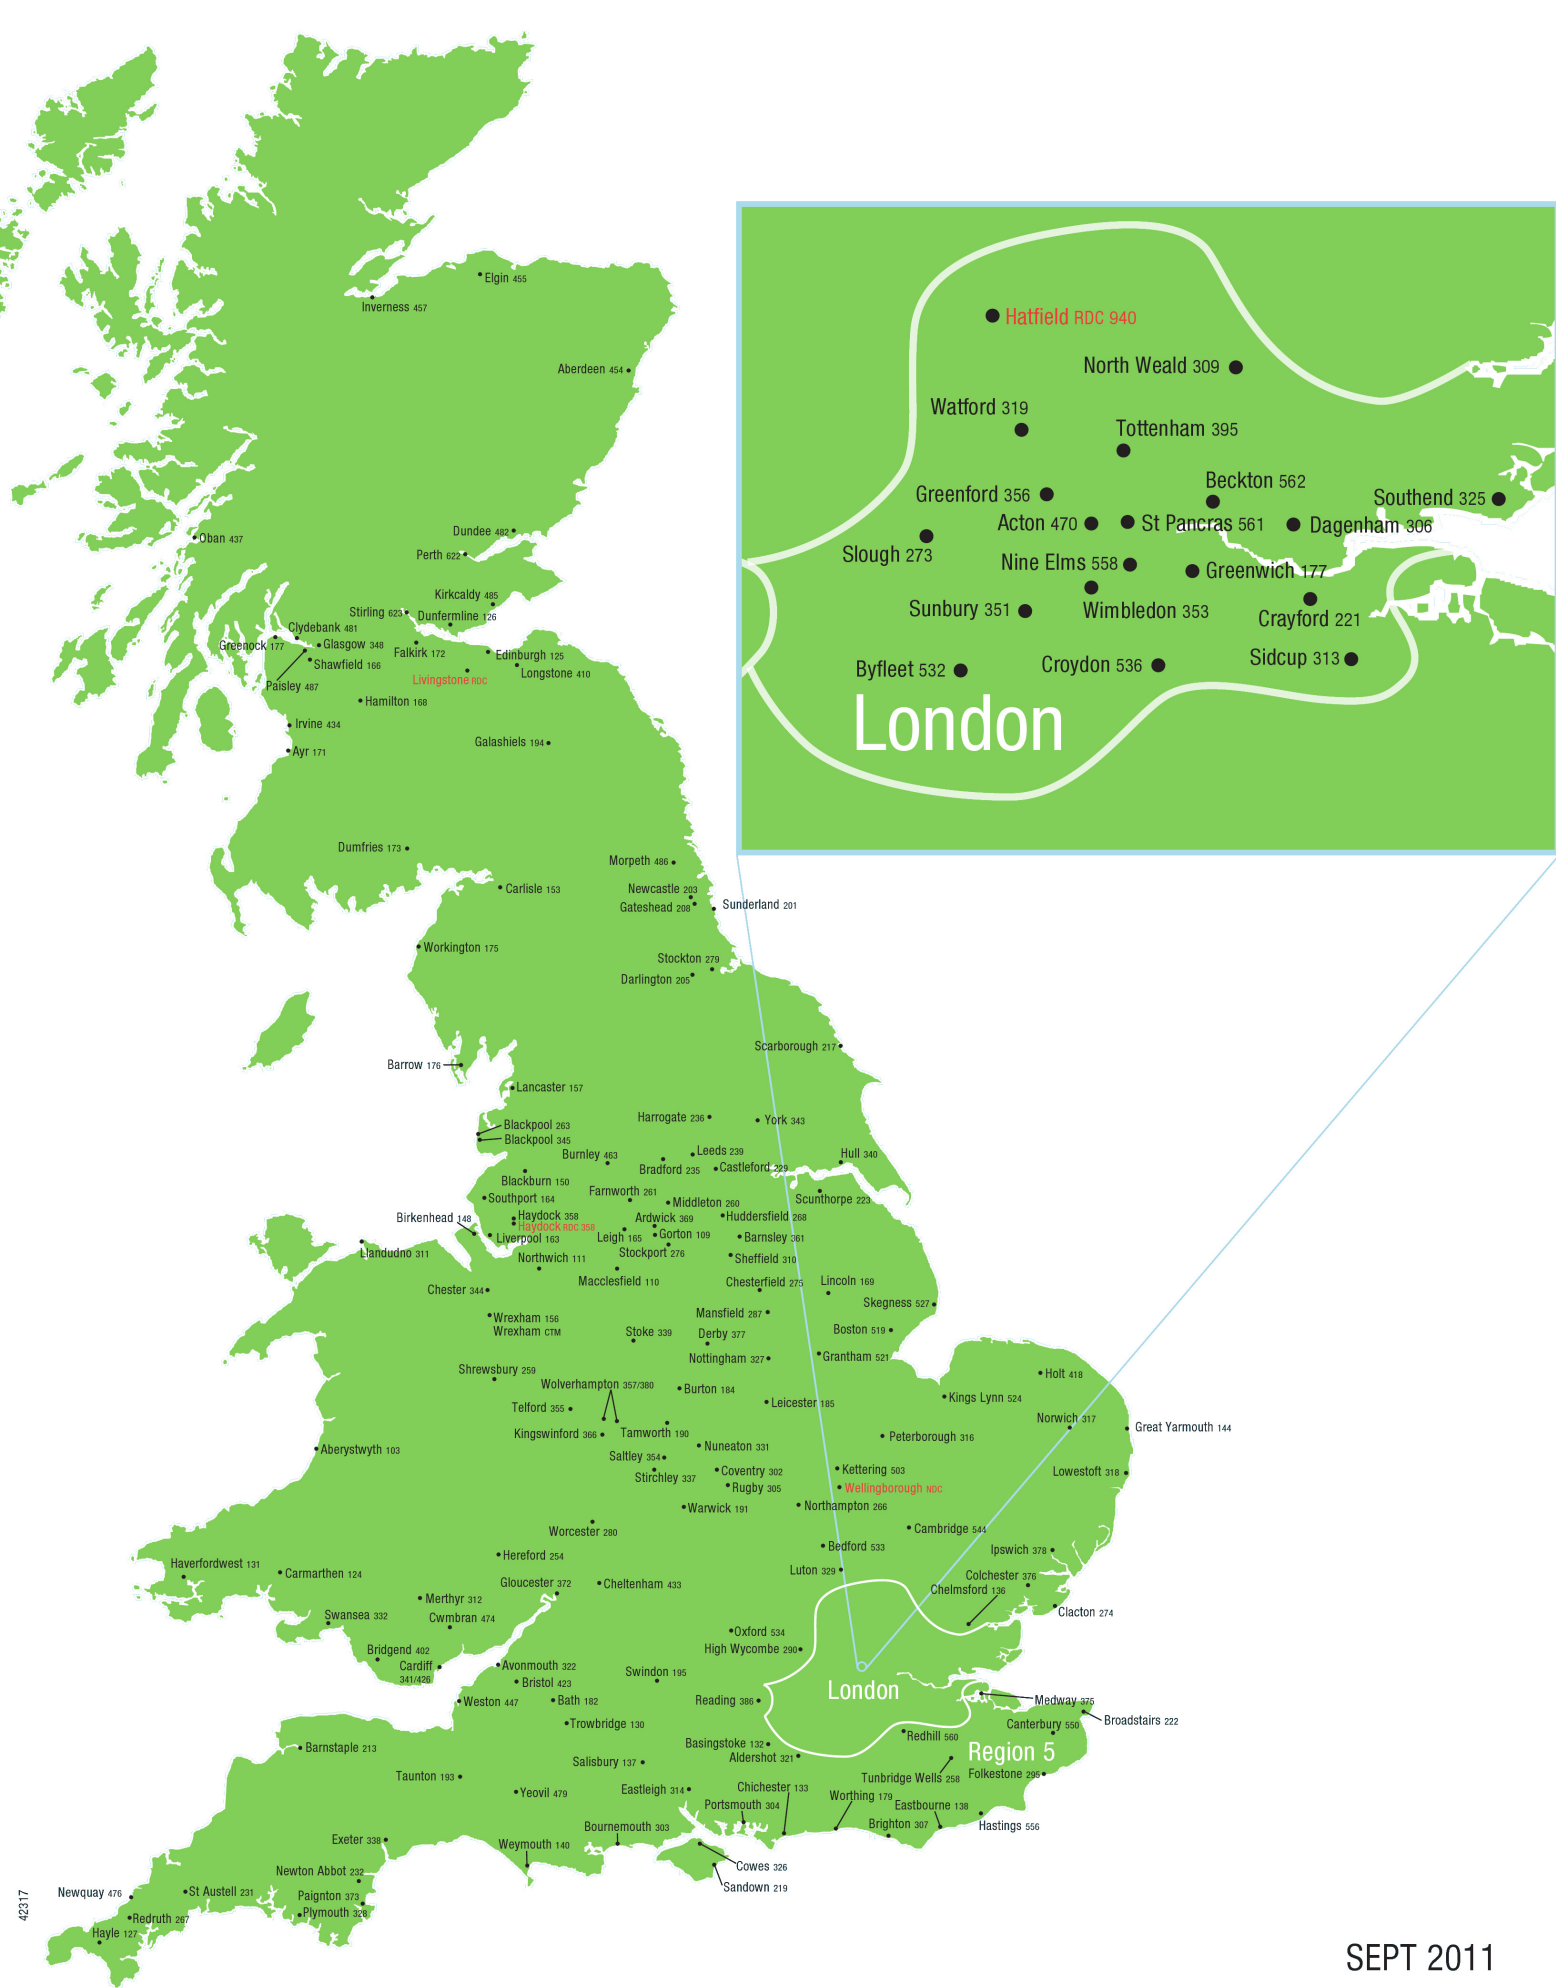 Elgin 455
Inverness 457
Aberdeen 454
Dundee 482
Oban 437
Perth 622
Kirkcaldy 485
Stirling 623
Dunfermline 126
Clydebank 481
Greenock 177
Glasgow 348
Falkirk 172
Edinburgh 125
Shawfield 166
Longstone 410
Livingstone RDC
Paisley 487
Hamilton 168
Irvine 434
Galashiels 194
Ayr 171
Hatfield RDC 940
North Weald 309
Watford 319
Tottenham 395
Beckton 562
Greenford 356
Southend 325
Acton 470
St Pancras 561
Dagenham 306
Slough 273
Nine Elms 558
Greenwich 177
Sunbury 351
Wimbledon 353
Crayford 221
Byfleet 532
Croydon 536
Sidcup 313
London
Dumfries 173
Morpeth 486
Carlisle 153
Newcastle 203
Gateshead 208
Sunderland 201
Workington 175
Stockton 279
Darlington 205
Scarborough 217
Barrow 176
Lancaster 157
Harrogate 236
York 343
Blackpool 263
Blackpool 345
Burnley 463
Leeds 239
Hull 340
Bradford 235
Castleford 229
Blackburn 150
Farnworth 261
Southport 164
Middleton 260
Scunthorpe 223
Birkenhead 148
Haydock 358
Haydock RDC 358
Ardwick 369
Huddersfield 268
Liverpool 163
Leigh 165
Gorton 109
Barnsley 361
Llandudno 311
Northwich 111
Stockport 276
Sheffield 310
Macclesfield 110
Chesterfield 275
Lincoln 169
Chester 344
Skegness 527
Wrexham 156
Wrexham CTM
Mansfield 287
Stoke 339
Derby 377
Boston 519
Nottingham 327
Grantham 521
Shrewsbury 259
Holt 418
Wolverhampton 357/380
Burton 184
Kings Lynn 524
Telford 355
Leicester 185
Norwich 317
Great Yarmouth 144
Kingswinford 366
Tamworth 190
Peterborough 316
Aberystwyth 103
Nuneaton 331
Saltley 354
Stirchley 337
Coventry 302
Kettering 503
Lowestoft 318
Rugby 305
Wellingborough NDC
Warwick 191
Northampton 266
Worcester 280
Cambridge 544
Bedford 533
Ipswich 378
Hereford 254
Haverfordwest 131
Carmarthen 124
Luton 329
Colchester 376
Gloucester 372
Cheltenham 433
Chelmsford 136
Merthyr 312
Clacton 274
Swansea 332
Cwmbran 474
Oxford 534
High Wycombe 290
Bridgend 402
Cardiff
341/426
Avonmouth 322
Swindon 195
Bristol 423
London
Weston 447
Bath 182
Reading 386
Medway 375
Broadstairs 222
Trowbridge 130
Canterbury 550
Redhill 560
Barnstaple 213
Basingstoke 132
Aldershot 321
Region 5
Salisbury 137
Taunton 193
Tunbridge Wells 258
Folkestone 295
Yeovil 479
Eastleigh 314
Chichester 133
Worthing 179
Portsmouth 304
Eastbourne 138
Bournemouth 303
Brighton 307
Hastings 556
Exeter 338
Weymouth 140
Cowes 326
Newton Abbot 232
Sandown 219
Newquay 476
St Austell 231
Paignton 373
Redruth 267
Plymouth 328
Hayle 127
42317
SEPT 2011